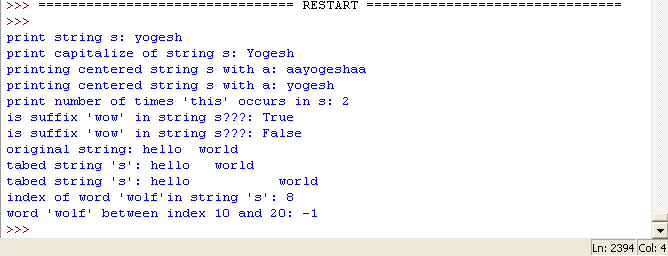 >>> ================================ RESTART ================================
>>>
print string s: yogesh
print capitalize of string s: Yogesh
printing centered string s with a: aayogeshaa
printing centered string s with a: yogesh
print number of times 'this' occurs in s: 2
is suffix 'wow' in string s???: True
is suffix 'wow' in string s???: False
original string: hello  world
tabed string 's': hello   world
tabed string 's': hello           world
index of word 'wolf'in string 's': 8
word 'wolf' between index 10 and 20: -1
>>>
Ln: 2394 Col: 4